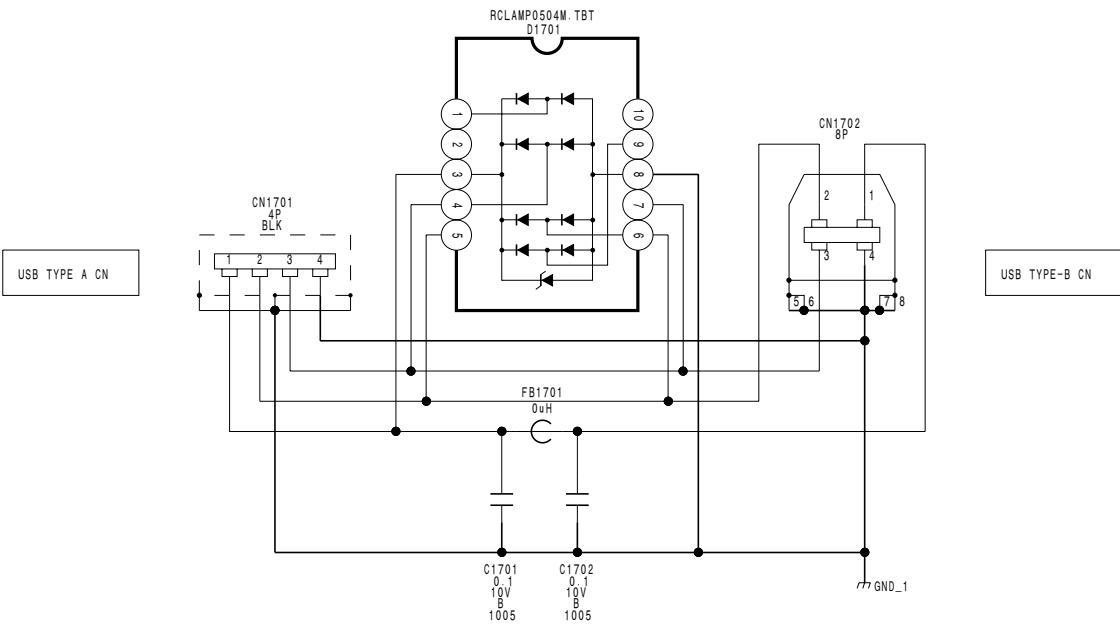 RCLAMP0504M.TBT
D1701
1
2
3
4
5
10
9
8
7
6
CN1702
8P
2
1
3
4
5
6
7
8
CN1701
4P
BLK
1 2 3 4
USB TYPE A CN
USB TYPE-B CN
FB1701
0uH
C1701
0.1
10V
B
1005
C1702
0.1
10V
B
1005
GND_1